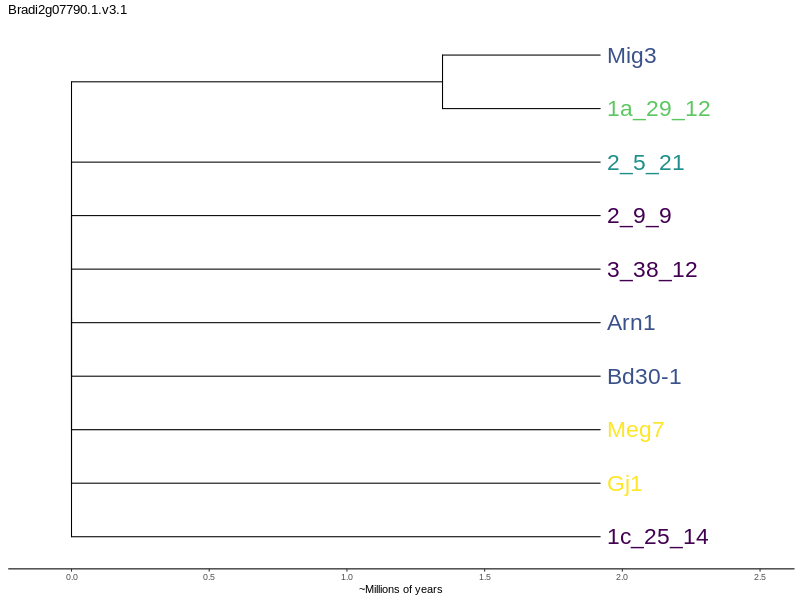 Bradi2g07790.1.v3.1
Mig3
1a_29_12
2_5_21
2_9_9
3_38_12
Arn1
Bd30-1
Meg7
Gj1
1c_25_14
0.0 0.5 1.0 1.5 2.0 2.5
~Millions of years